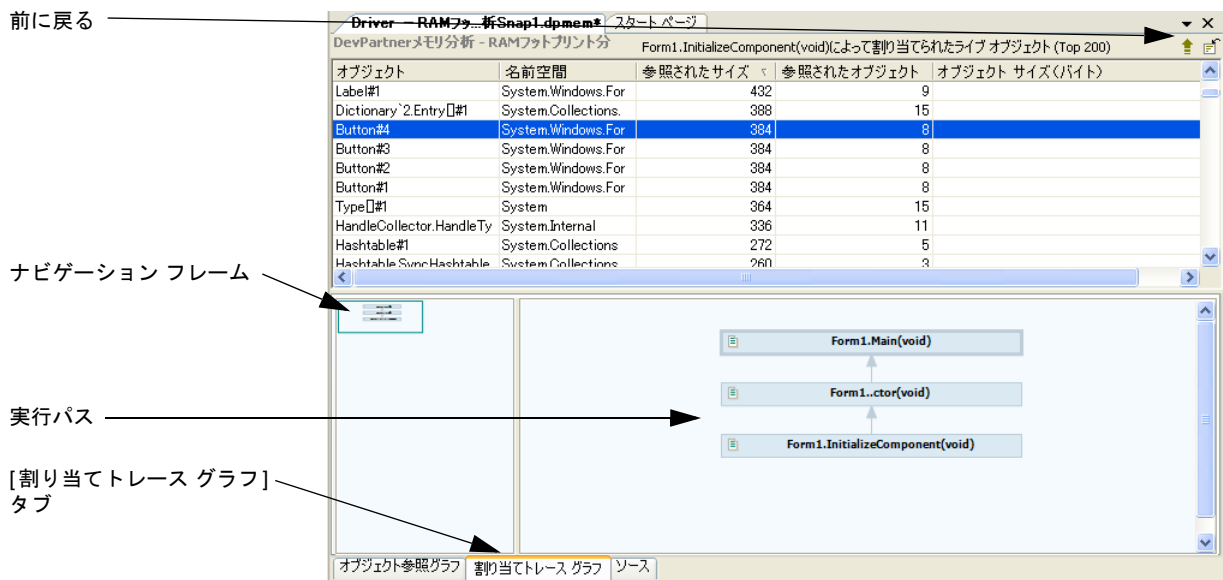 前に戻る
Driver - RAMフッ...析Snap1.dpmem* スタート ページ
DevPartnerメモリ分析 - RAMフットプリント分 Form1.InitializeComponent(void)によって割り当てられたライブ オブジェクト (Top 200)
オブジェクト 名前空間 参照されたサイズ 参照されたオブジェクト オブジェクト サイズ(バイト)
Label#1 System.Windows.For 432 9
Dictionary`2.Entry[]#1 System.Collections. 388 15
Button#4 System.Windows.For 384 8
Button#3 System.Windows.For 384 8
Button#2 System.Windows.For 384 8
Button#1 System.Windows.For 384 8
Type[]#1 System 364 15
HandleCollector.HandleTy System.Internal 336 11
Hashtable#1 System.Collections 272 5
Hashtable.SyncHashtable System.Collections 260 3
ナビゲーション フレーム
Form1.Main(void)
Form1..ctor(void)
実行パス
Form1.InitializeComponent(void)
[割り当てトレース グラフ]
タブ
オブジェクト参照グラフ 割り当てトレース グラフ ソース